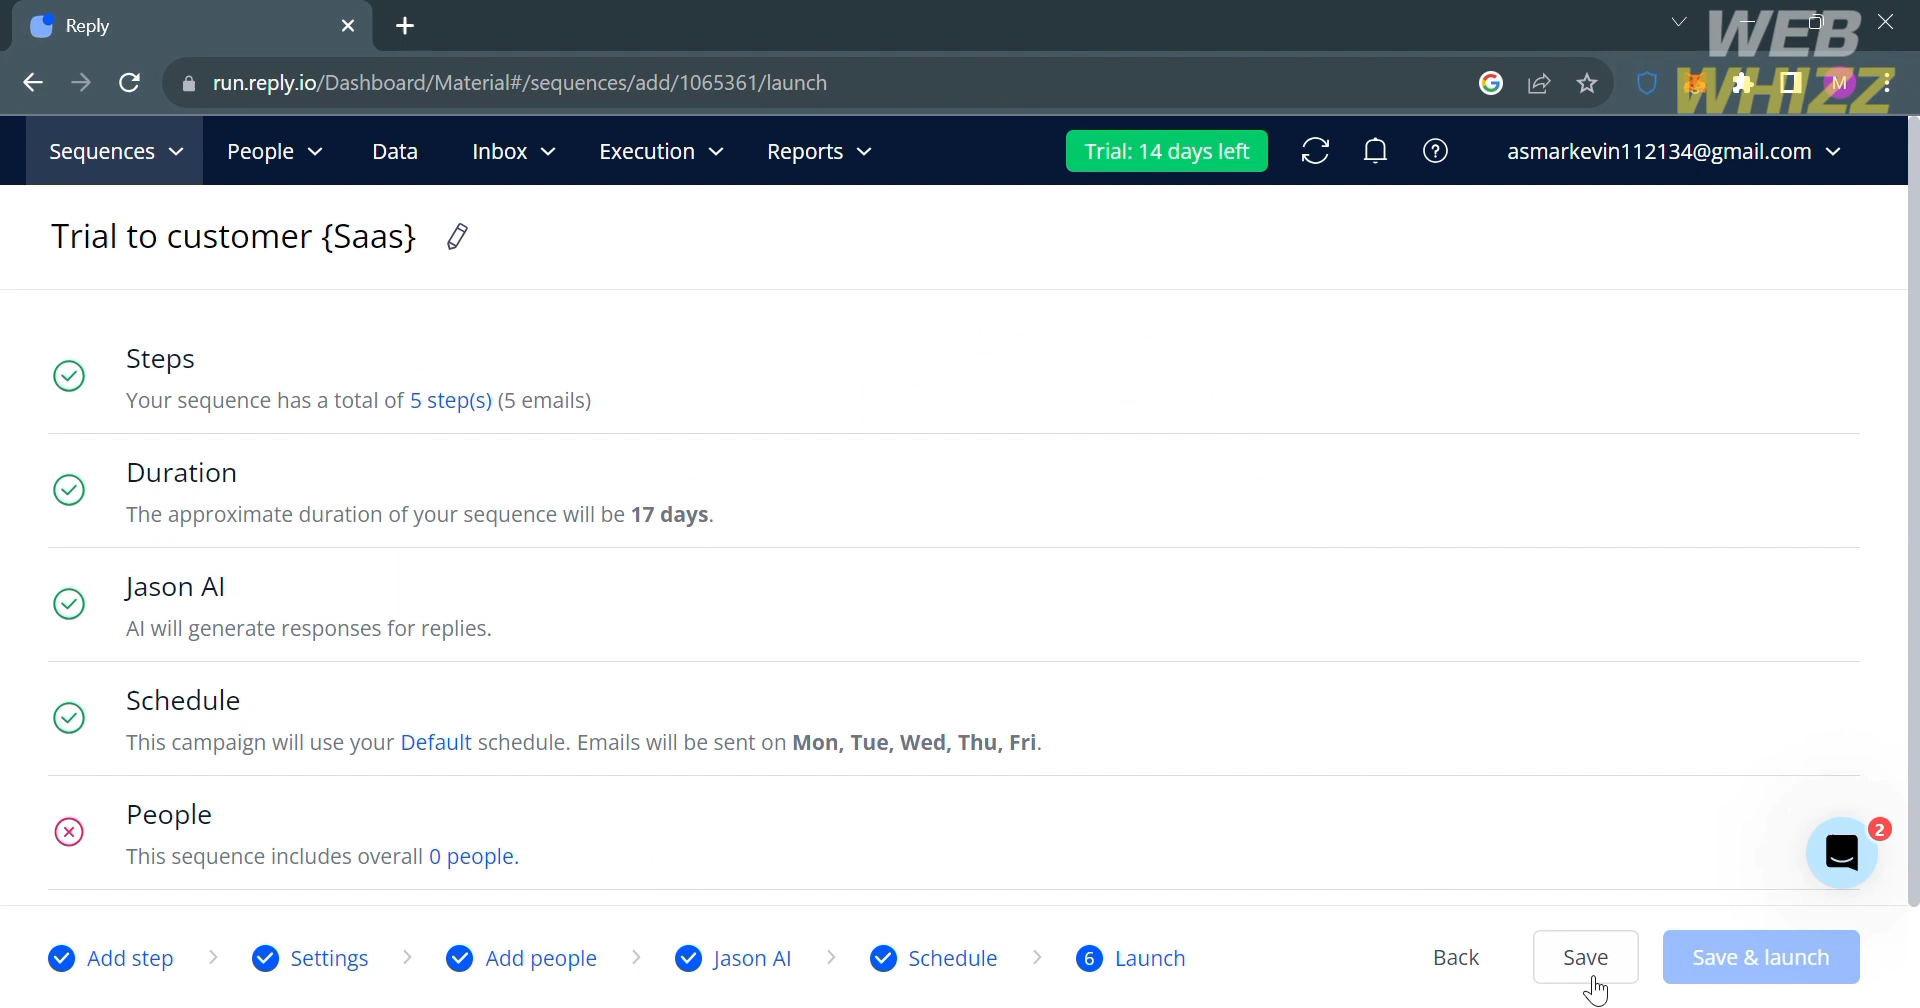 Reply
WEB
WHIZZ
run.reply.io/Dashboard/Material#/sequences/add/1065361/launch
M
Sequences People Data Inbox Execution Reports Trial: 14 days left asmarkevin112134@gmail.com
Trial to customer {Saas}
Steps
Your sequence has a total of 5 step(s) (5 emails)
Duration
The approximate duration of your sequence will be 17 days.
Jason AI
AI will generate responses for replies.
Schedule
This campaign will use your Default schedule. Emails will be sent on Mon, Tue, Wed, Thu, Fri.
People
This sequence includes overall 0 people.
2
Add step Settings Add people Jason AI Schedule 6 Launch Back Save Save & launch